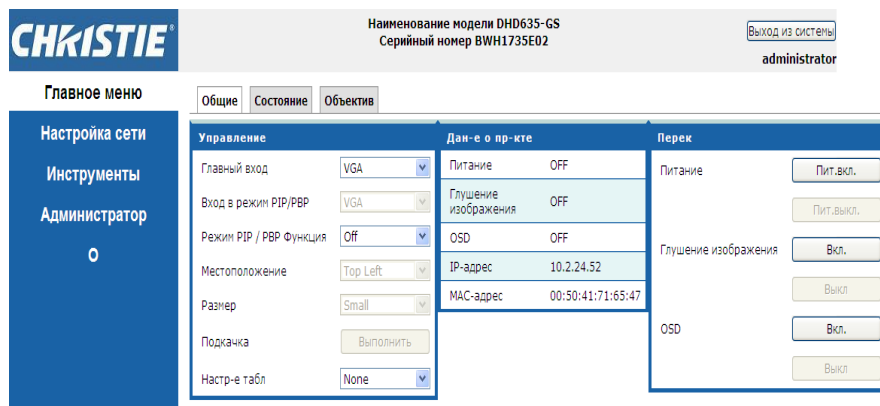 CHRISTIE®
Наименование модели DHD635-GS
Серийный номер BWH1735E02
Выход из системы
administrator
Главное меню
Настройка сети
Инструменты
Администратор
О
Общие
Состояние
Объектив
Управление
Главный вход
VGA
Вход в режим PIP/PBP
VGA
Режим PIP / PBP Функция
Off
Местоположение
Top Left
Размер
Small
Подкачка
Выполнить
Настр-е табл
None
Дан-е о пр-кте
Питание OFF
Глушение
изображения
OFF
OSD OFF
IP-адрес 10.2.24.52
MAC-адрес 00:50:41:71:65:47
Перек
Питание
Пит.вкл.
Пит.выкл.
Глушение изображения
Вкл.
Выкл
OSD
Вкл.
Выкл